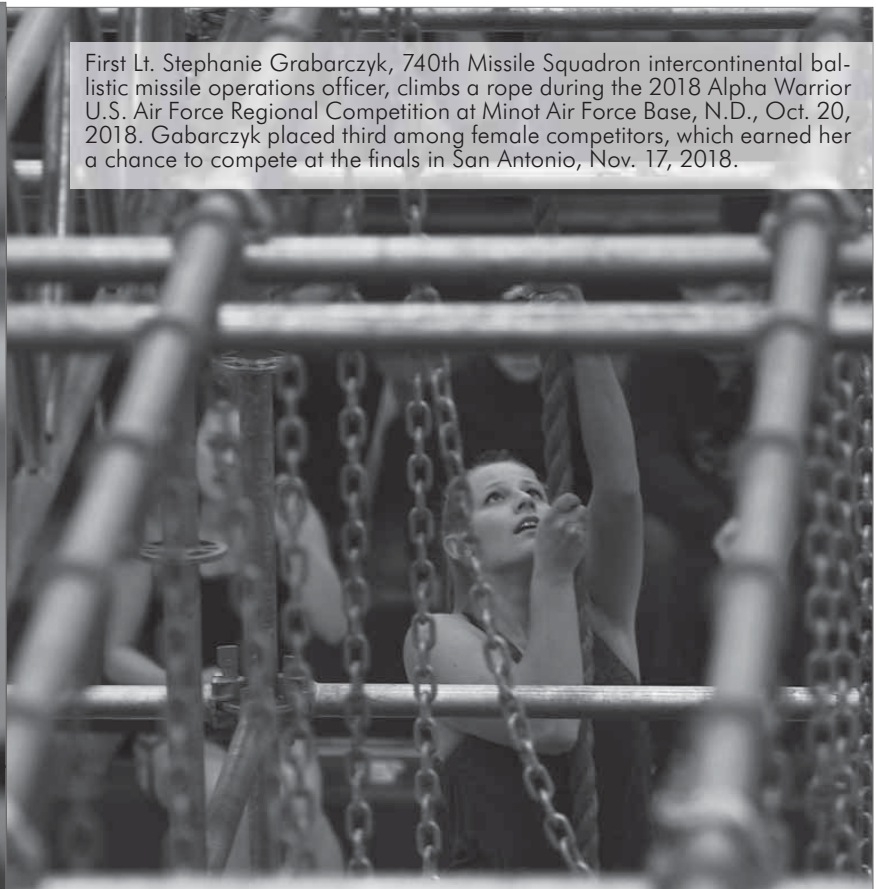 First Lt. Stephanie Grabarczyk, 740th Missile Squadron intercontinental bal-
listic missile operations officer, climbs a rope during the 2018 Alpha Warrior
U.S. Air Force Regional Competition at Minot Air Force Base, N.D., Oct. 20,
2018. Gabarczyk placed third among female competitors, which earned her
a chance to compete at the finals in San Antonio, Nov. 17, 2018.